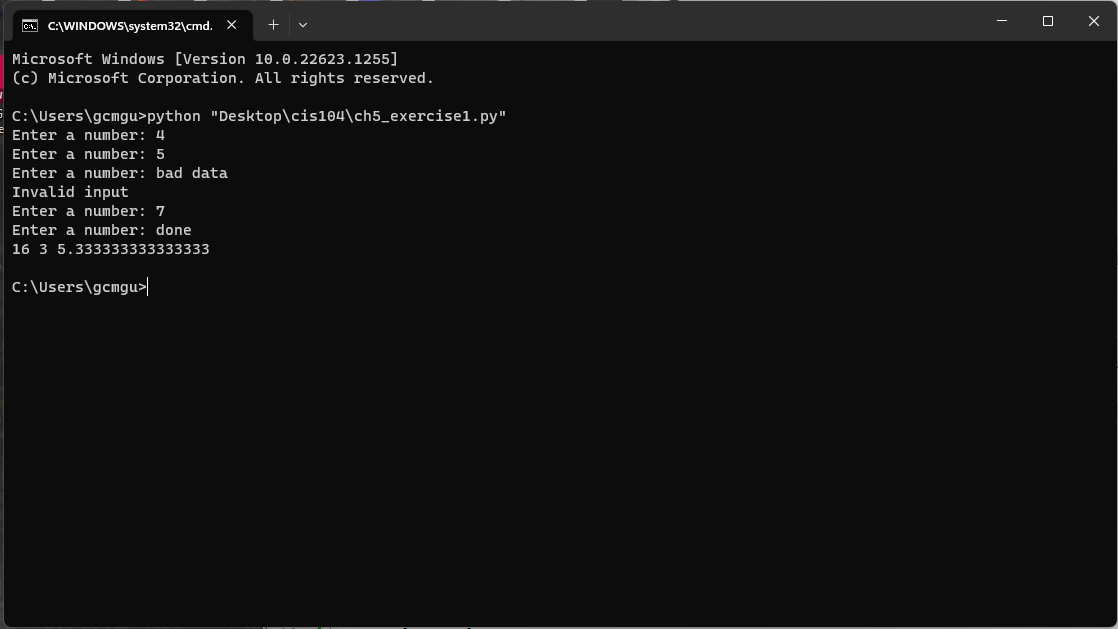 C:\WINDOWS\system32\cmd.
Microsoft Windows [Version 10.0.22623.1255]
(c) Microsoft Corporation. All rights reserved.
C:\Users\gcmgu>python "Desktop\cis104\ch5_exercise1.py"
Enter a number: 4
Enter a number: 5
Enter a number: bad data
Invalid input
Enter a number: 7
Enter a number: done
16 3 5.333333333333333
C:\Users\gcmgu>